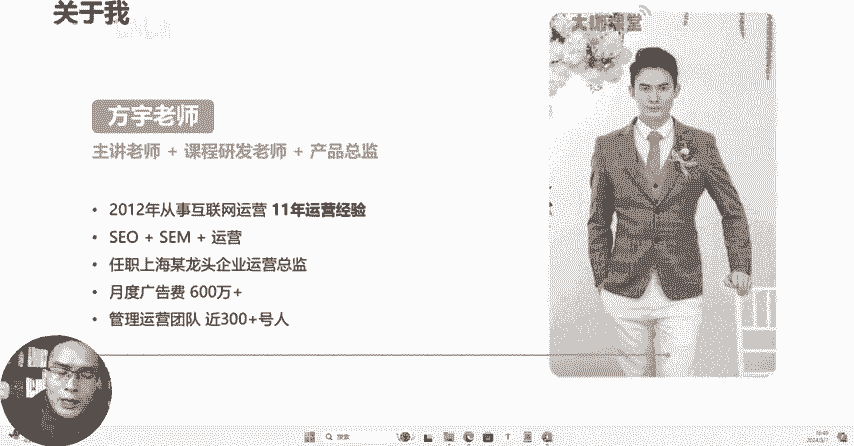 关于我
大咖课堂
方宇老师
主讲老师 + 课程研发老师 + 产品总监
• 2012年从事互联网运营 11年运营经验
• SEO + SEM + 运营
• 任职上海某龙头企业运营总监
• 月度广告费 600万+
• 管理运营团队 近300+号人
搜索